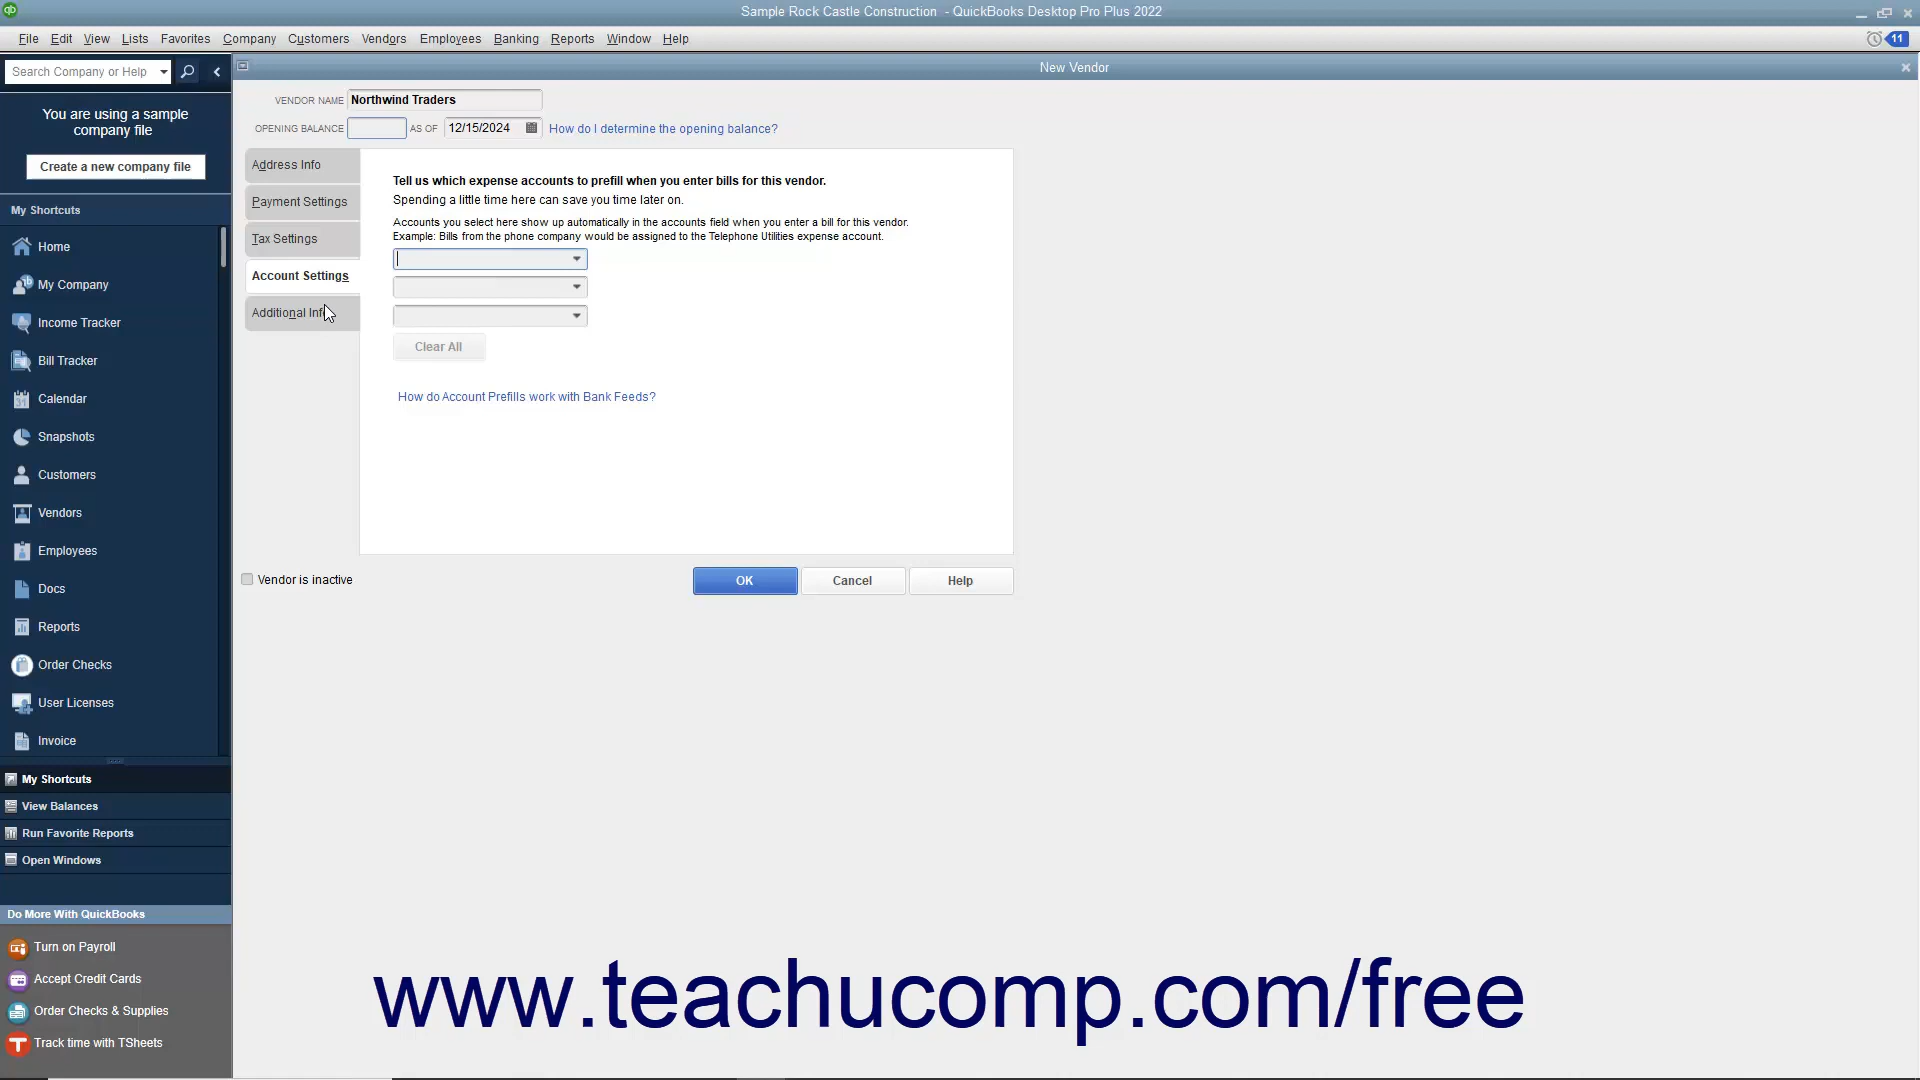 Sample Rock Castle Construction - QuickBooks Desktop Pro Plus 2022
File Edit View Lists Favorites Company Customers Vendors Employees Banking Reports Window Help
11
Search Company or Help
New Vendor
You are using a sample
company file
Create a new company file
My Shortcuts
Home
My Company
Income Tracker
Bill Tracker
Calendar
Snapshots
Customers
Vendors
Employees
Docs
Reports
Order Checks
User Licenses
Invoice
My Shortcuts
View Balances
Run Favorite Reports
Open Windows
Do More With QuickBooks
Turn on Payroll
Accept Credit Cards
Order Checks & Supplies
Track time with TSheets
VENDOR NAME Northwind Traders
OPENING BALANCE AS OF 12/15/2024 How do I determine the opening balance?
Address Info
Payment Settings
Tax Settings
Account Settings
Additional Inf
Tell us which expense accounts to prefill when you enter bills for this vendor.
Spending a little time here can save you time later on.
Accounts you select here show up automatically in the accounts field when you enter a bill for this vendor.
Example: Bills from the phone company would be assigned to the Telephone Utilities expense account.
Clear All
How do Account Prefills work with Bank Feeds?
Vendor is inactive
OK Cancel Help
www.teachucomp.com/free